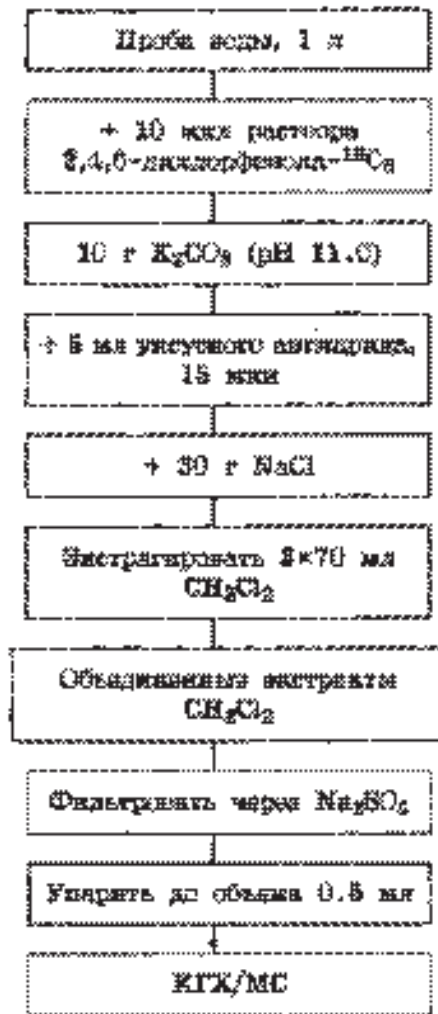 Проба воды, 1 л
+ 10 мкл раствора
2,4,6-трихлорфенола-¹³C₆
10 г K₂CO₃ (pH 11.6)
+ 5 мл уксусного ангидрида,
15 мин
+ 30 г NaCl
Экстрагировать 2×70 мл
CH₂Cl₂
Объединенные экстракты
CH₂Cl₂
Фильтровать через Na₂SO₄
Упарить до объема 0.5 мл
КГХ/МС